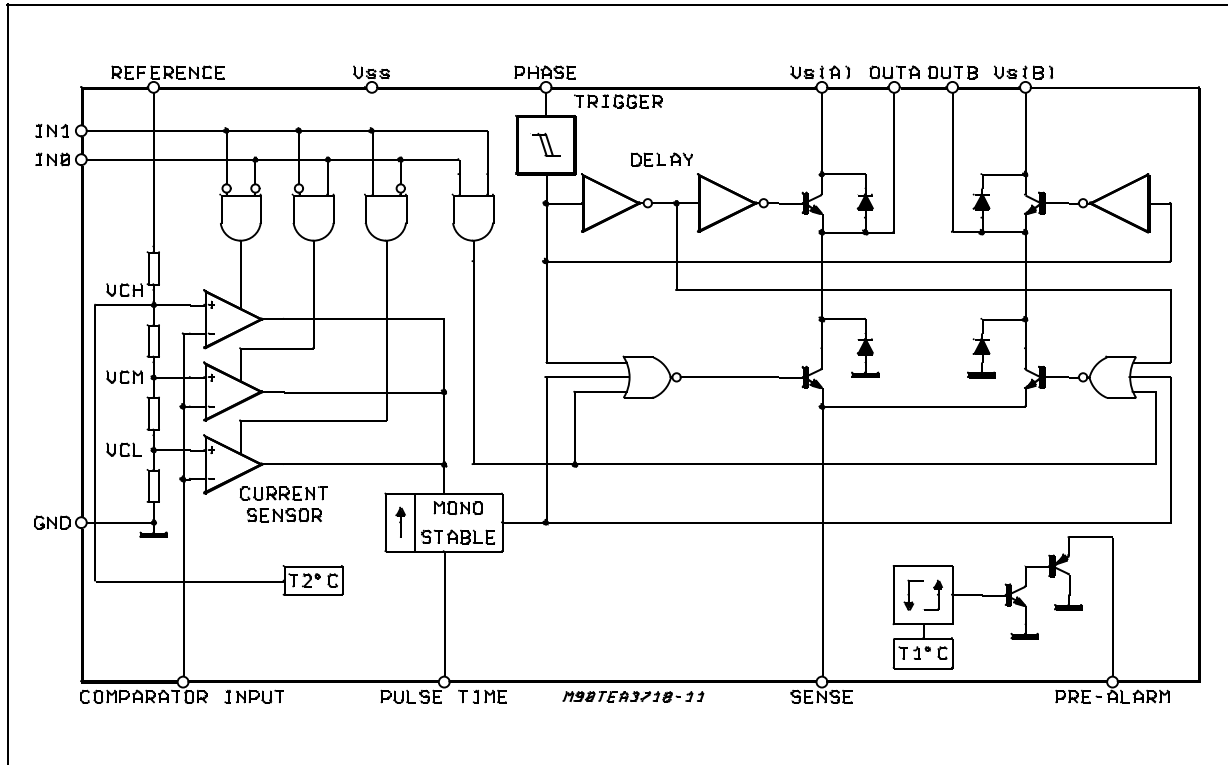 REFERENCE Vss PHASE Vs(A) OUTA OUTB Vs(B)
TRIGGER
IN1
IN0
DELAY
VCH
+
−
VCM
+
−
VCL
+
−
CURRENT
SENSOR
GND
MONO
STABLE
T2°C
T1°C
COMPARATOR INPUT PULSE TIME M90TEA3718-11 SENSE PRE-ALARM